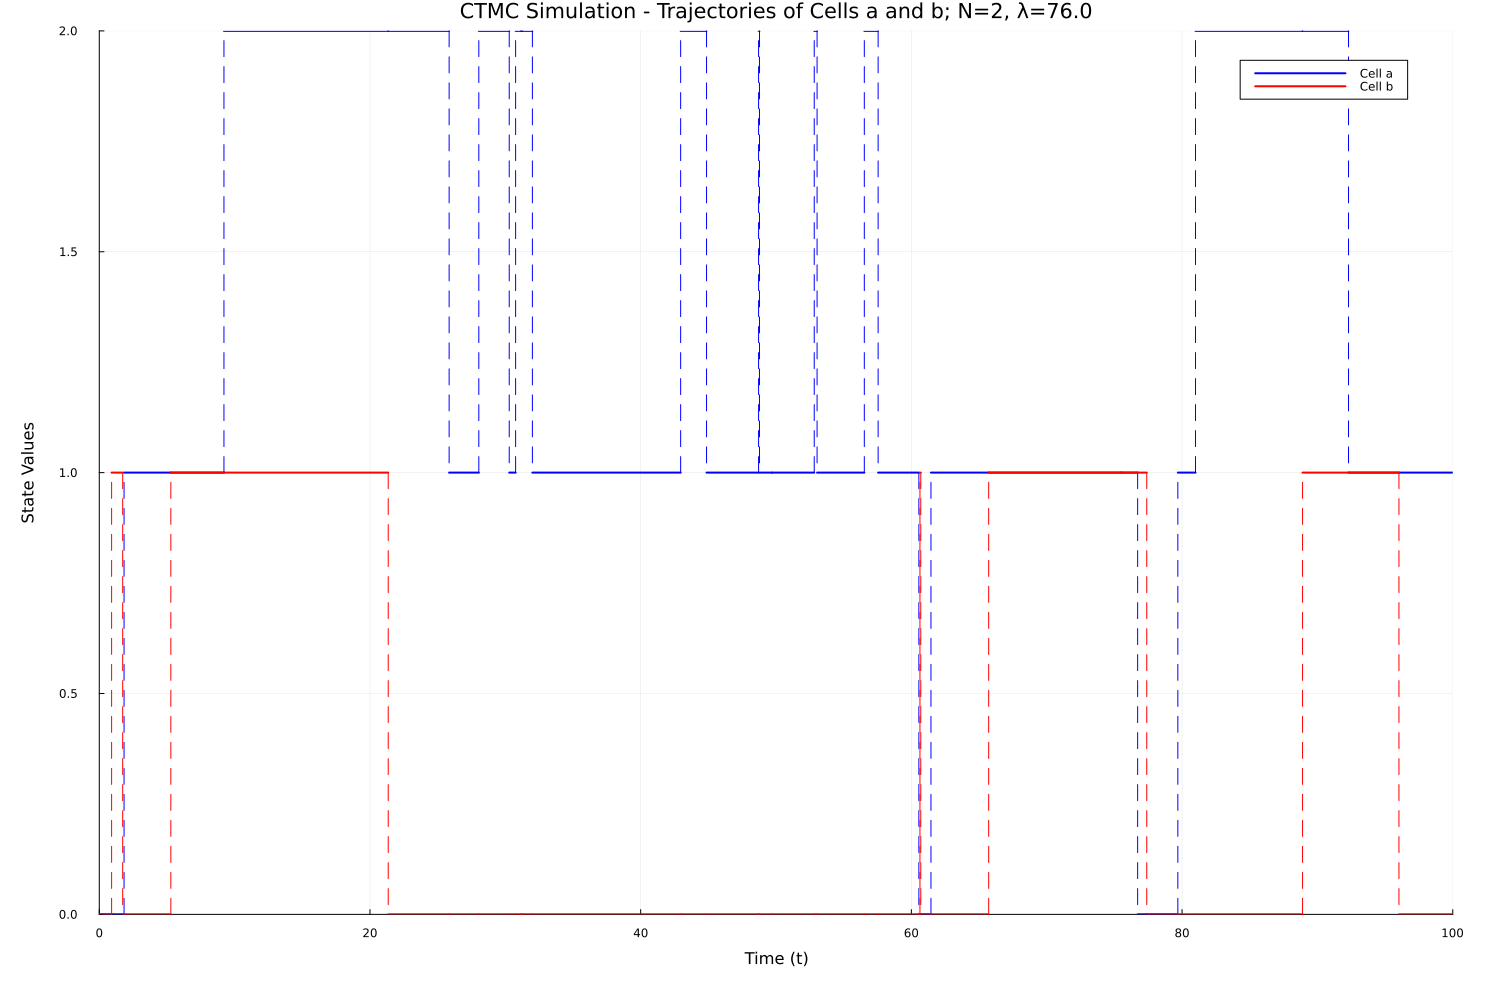 CTMC Simulation - Trajectories of Cells a and b; N=2, λ=76.0
2.0
Cell a
Cell b
1.5
1.0
State Values
0.5
0.0
0 20 40 60 80 100
Time (t)